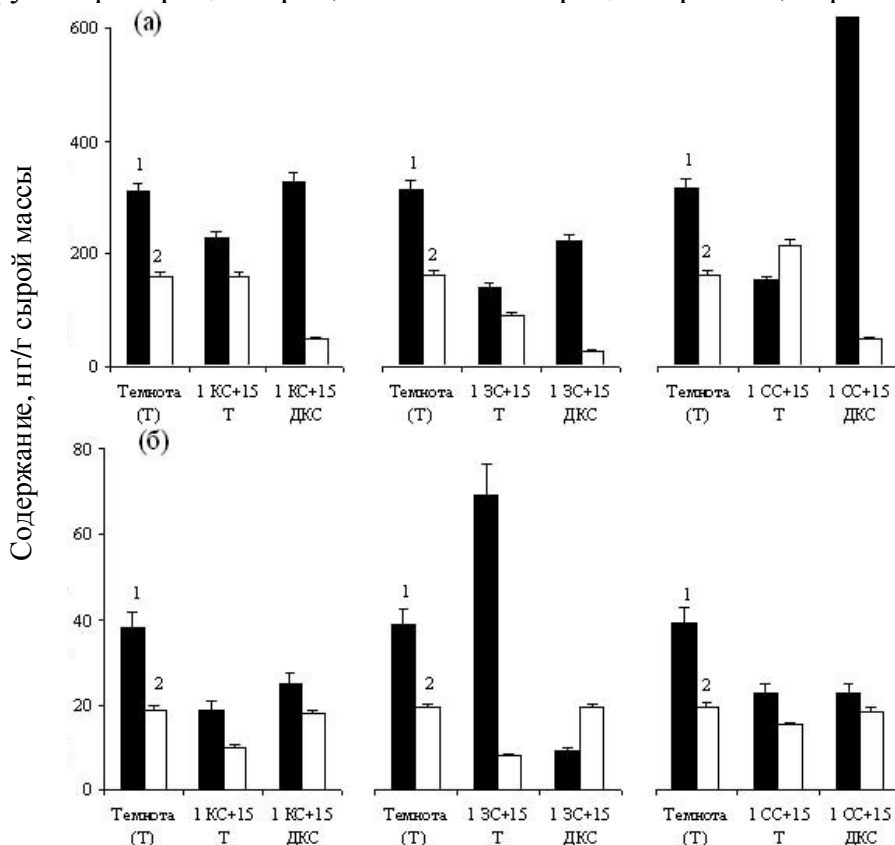 (а)
Содержание, нг/г сырой массы
600
400
200
0
1
2
1
2
1
2
Темнота (Т)
1 КС+15 Т
1 КС+15 ДКС
Темнота (Т)
1 ЗС+15 Т
1 ЗС+15 ДКС
Темнота (Т)
1 СС+15 Т
1 СС+15 ДКС
(б)
80
60
40
20
0
1
2
1
2
1
2
Темнота (Т)
1 КС+15 Т
1 КС+15 ДКС
Темнота (Т)
1 ЗС+15 Т
1 ЗС+15 ДКС
Темнота (Т)
1 СС+15 Т
1 СС+15 ДКС